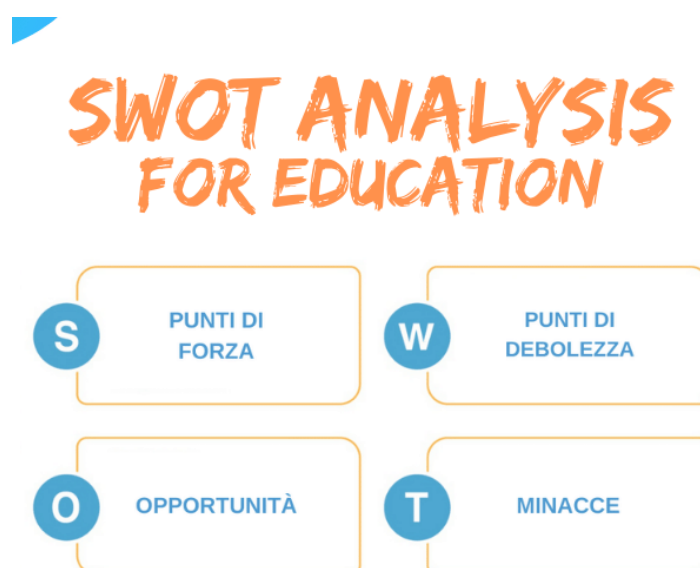 SWOT ANALYSIS
FOR EDUCATION
S
PUNTI DI
FORZA
W
PUNTI DI
DEBOLEZZA
O
OPPORTUNITÀ
T
MINACCE